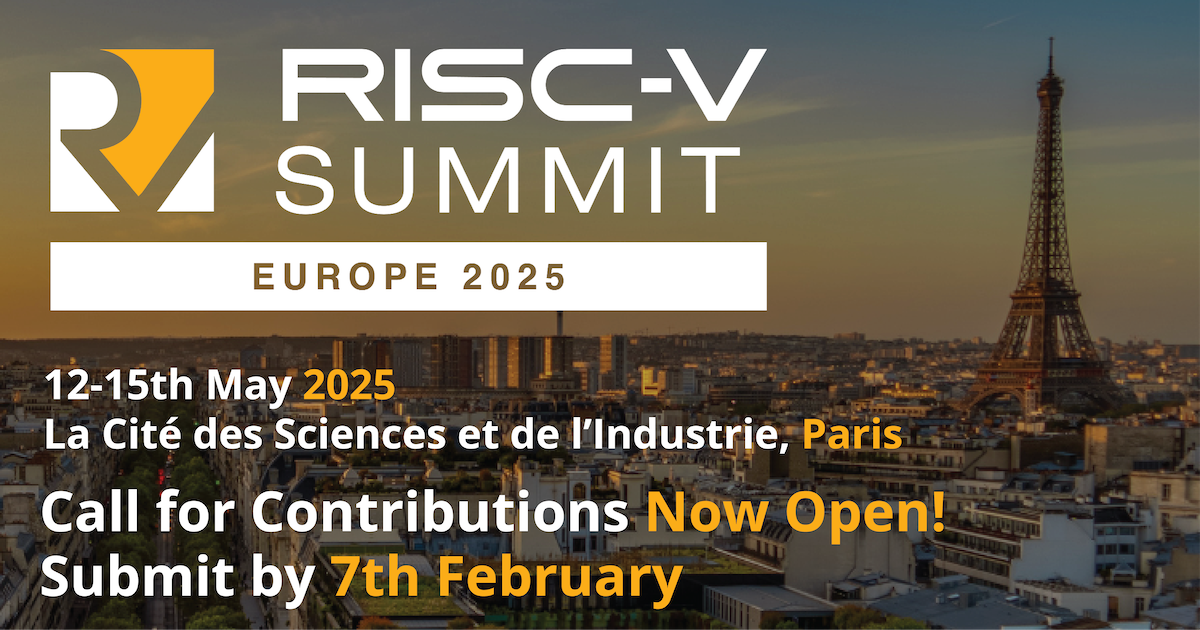 RISC-V
SUMMIT
EUROPE 2025
12-15th May 2025
La Cité des Sciences et de l’Industrie, Paris
Call for Contributions Now Open!
Submit by 7th February